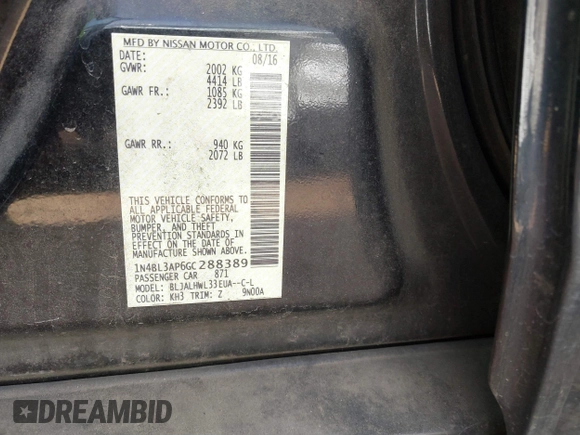 MFD BY NISSAN MOTOR CO., LTD.
DATE: 08/16
GVWR: 2002 KG
4414 LB
GAWR FR.: 1085 KG
2392 LB
GAWR RR.: 940 KG
2072 LB
THIS VEHICLE CONFORMS TO
ALL APPLICABLE FEDERAL
MOTOR VEHICLE SAFETY,
BUMPER, AND THEFT
PREVENTION STANDARDS IN
EFFECT ON THE DATE OF
MANUFACTURE SHOWN ABOVE.
1N4BL3AP6GC288389
PASSENGER CAR 871
MODEL: BLJALHWL33EUA--C-L
COLOR: KH3 TRIM: Z 9N00A
DREAMBID